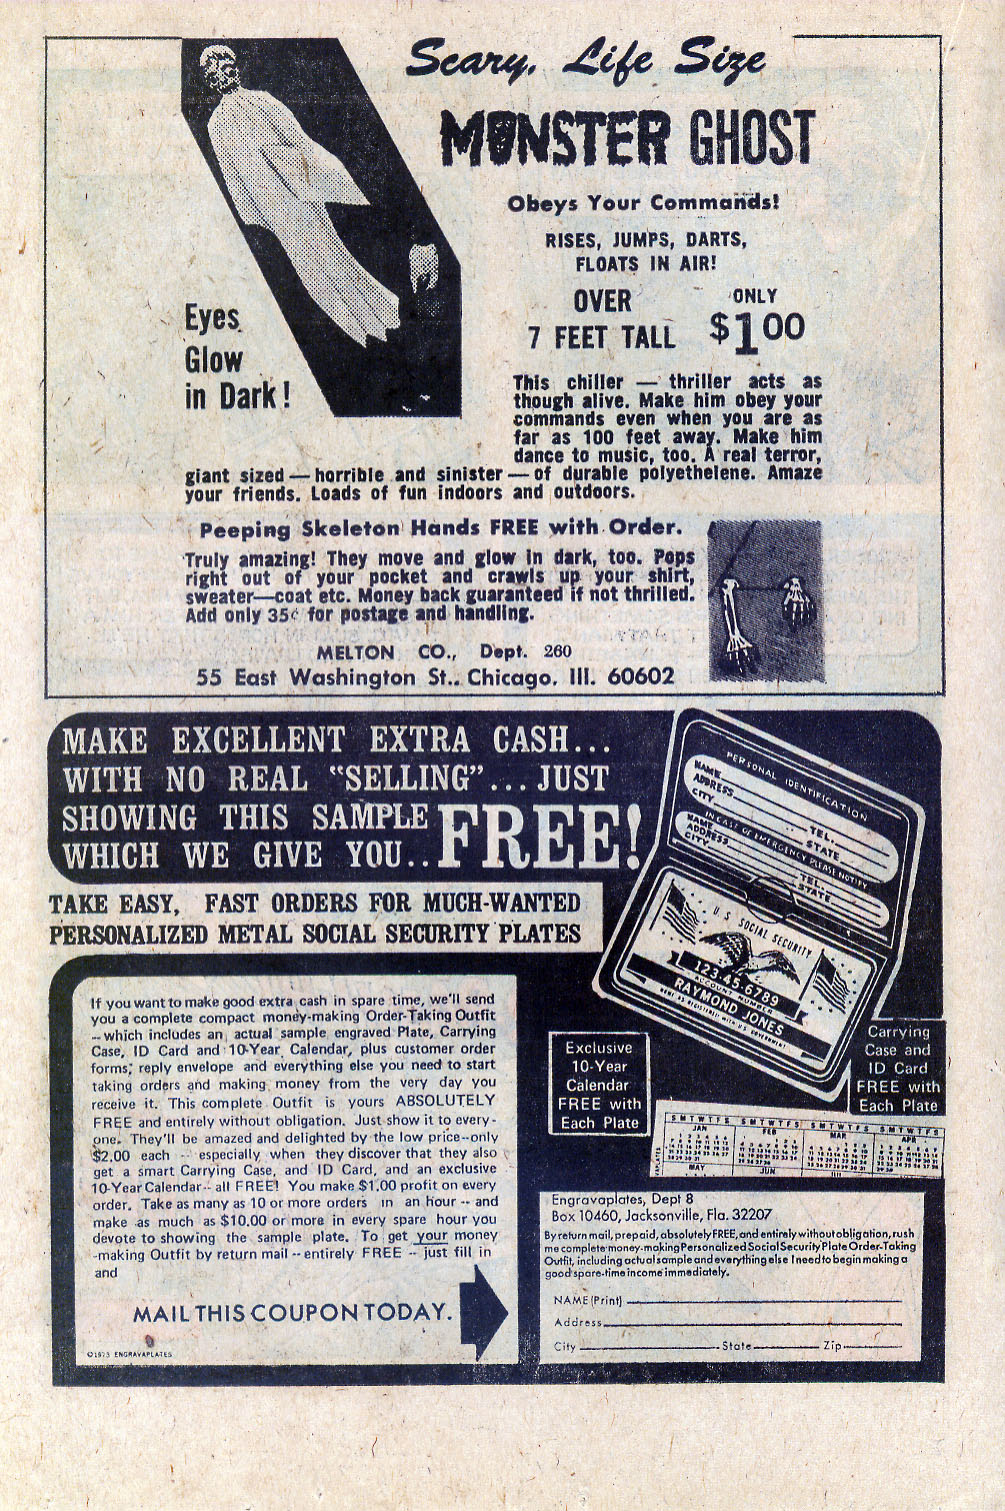 Scary, Life Size
MONSTER GHOST
Obeys Your Commands!
RISES, JUMPS, DARTS,
FLOATS IN AIR!
OVER
7 FEET TALL
ONLY
$1.00
Eyes
Glow
in Dark!
This chiller — thriller acts as
though alive. Make him obey your
commands even when you are as
far as 100 feet away. Make him
dance to music, too. A real terror,
giant sized — horrible and sinister — of durable polyethelene. Amaze
your friends. Loads of fun indoors and outdoors.
Peeping Skeleton Hands FREE with Order.
Truly amazing! They move and glow in dark, too. Pops
right out of your pocket and crawls up your shirt,
sweater—coat etc. Money back guaranteed if not thrilled.
Add only 35¢ for postage and handling.
MELTON CO., Dept. 260
55 East Washington St., Chicago, Ill. 60602
MAKE EXCELLENT EXTRA CASH...
WITH NO REAL "SELLING"...JUST
SHOWING THIS SAMPLE
WHICH WE GIVE YOU.. FREE!
TAKE EASY, FAST ORDERS FOR MUCH-WANTED
PERSONALIZED METAL SOCIAL SECURITY PLATES
PERSONAL IDENTIFICATION
NAME
ADDRESS
TEL.
CITY
STATE
IN CASE OF EMERGENCY PLEASE NOTIFY
NAME
ADDRESS
TEL.
CITY
STATE
U S SOCIAL SECURITY
123-45-6789
ACCOUNT NUMBER
RAYMOND JONES
If you want to make good extra cash in spare time, we'll send
you a complete compact money-making Order-Taking Outfit
-- which includes an actual sample engraved Plate, Carrying
Case, ID Card and 10-Year Calendar, plus customer order
forms, reply envelope and everything else you need to start
taking orders and making money from the very day you
receive it. This complete Outfit is yours ABSOLUTELY
FREE and entirely without obligation. Just show it to every-
one. They'll be amazed and delighted by the low price--only
$2.00 each -- especially when they discover that they also
get a smart Carrying Case, and ID Card, and an exclusive
10-Year Calendar-- all FREE! You make $1.00 profit on every
order. Take as many as 10 or more orders in an hour -- and
make as much as $10.00 or more in every spare hour you
devote to showing the sample plate. To get your money
-making Outfit by return mail -- entirely FREE -- just fill in
and
MAIL THIS COUPON TODAY.
©1973 ENGRAVAPLATES
Exclusive
10-Year
Calendar
FREE with
Each Plate
Carrying
Case and
ID Card
FREE with
Each Plate
S M T W T F S S M T W T F S S M T W T F S S M T W T F S
JAN FEB MAR APR
MAY JUN
Engravaplates, Dept 8
Box 10460, Jacksonville, Fla. 32207
By return mail, prepaid, absolutely FREE, and entirely without obligation, rush
me complete money-making Personalized Social Security Plate Order-Taking
Outfit, including actual sample and everything else I need to begin making a
good spare-time income immediately.
NAME (Print)
Address
City State Zip